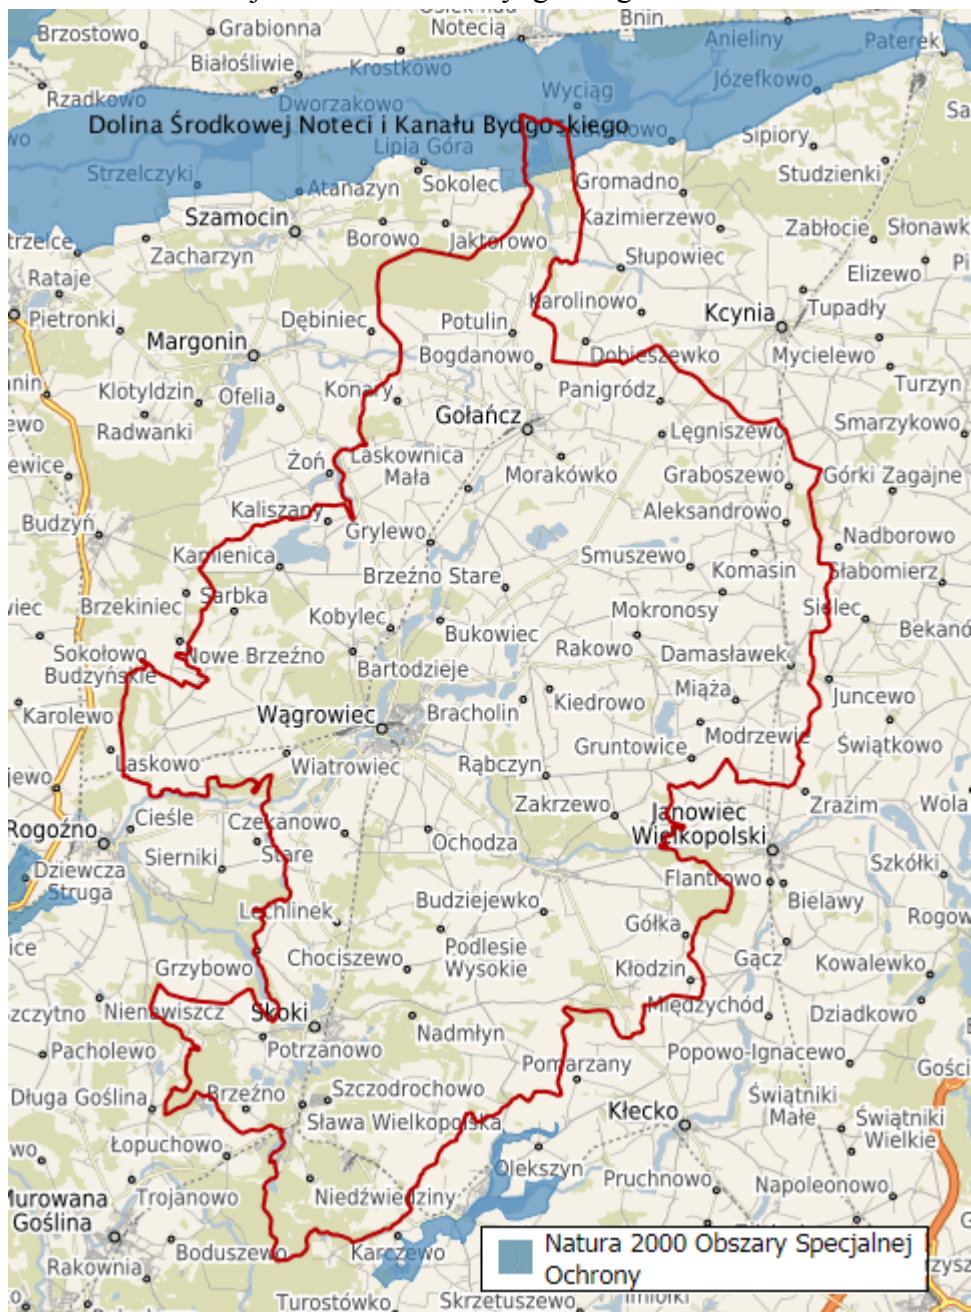 Bnin
Notecią
Brzostowo
Grabionna
Anieliny
Paterek
Białośliwie
Krostkowo
Józefkowo
Rzadkowo
Dworzakowo
Wyciąg
Dolina Środkowej Noteci i Kanału Bydgoskiego
Sipiory
Lipia Góra
Strzelczyki
Atanazyn
Sokolec
Gromadno
Studzienki
Szamocin
Kazimierzewo
Borowo
Jaktorowo
Zabłocie
Zacharzyn
Słupowiec
Elizewo
Rataje
Karolinowo
Tupadły
Pietronki
Dębiniec
Potulin
Kcynia
Margonin
Bogdanowo
Dobieszewko
Mycielewo
Klotyldzin
Ofelia
Konary
Panigródz
Turzyn
Radwanki
Gołańcz
Łęgniszewo
Smarzykowo
Żoń
Laskownica
Mała
Morakówko
Graboszewo
Górki Zagajne
Kaliszany
Aleksandrowo
Budzyń
Grylewo
Nadborowo
Kamienica
Smuszewo
Brzeźno Stare
Komasin
Słabomierz
Brzekiniec
Sarbka
Kobylec
Mokronosy
Sielec
Bukowiec
Sokołowo
Budzyńskie
Nowe Brzeźno
Rakowo
Bartodzieje
Damasławek
Karolewo
Wągrowiec
Bracholin
Kiedrowo
Miąża
Juncewo
Laskowo
Wiatrowiec
Rąbczyn
Gruntowice
Modrzewie
Świątkowo
Rogoźno
Cieśle
Czekanowo
Zakrzewo
Janowiec
Wielkopolski
Zrazim
Sierniki
Stare
Ochodza
Dziewcza
Struga
Flantrowo
Szkółki
Lechlinek
Budziejewko
Bielawy
Podlesie
Wysokie
Gółka
Grzybowo
Chociszewo
Gącz
Kłodzin
Kowalewko
Nienawiszcz
Skoki
Międzychód
Dziadkowo
Nadmłyn
Pacholewo
Potrzanowo
Pomarzany
Popowo-Ignacewo
Długa Goślina
Brzeźno
Szczodrochowo
Kłecko
Świątniki
Małe
Świątniki
Wielkie
Sława Wielkopolska
Łopuchowo
Olekszyn
Murowana
Goślina
Trojanowo
Niedźwiedziny
Pruchnowo
Napoleonowo
Boduszewo
Karczewo
Rakownia
Turostówko
Skrzetuszewo
Natura 2000 Obszary Specjalnej
Ochrony